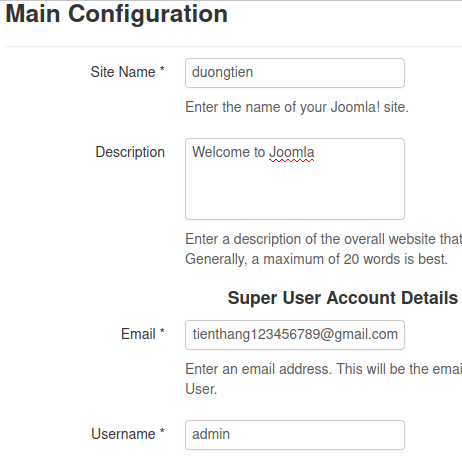 Main Configuration
Site Name * duongtien
Enter the name of your Joomla! site.
Description Welcome to Joomla
Enter a description of the overall website that
Generally, a maximum of 20 words is best.
Super User Account Details
Email * tienthang123456789@gmail.com
Enter an email address. This will be the emai
User.
Username * admin